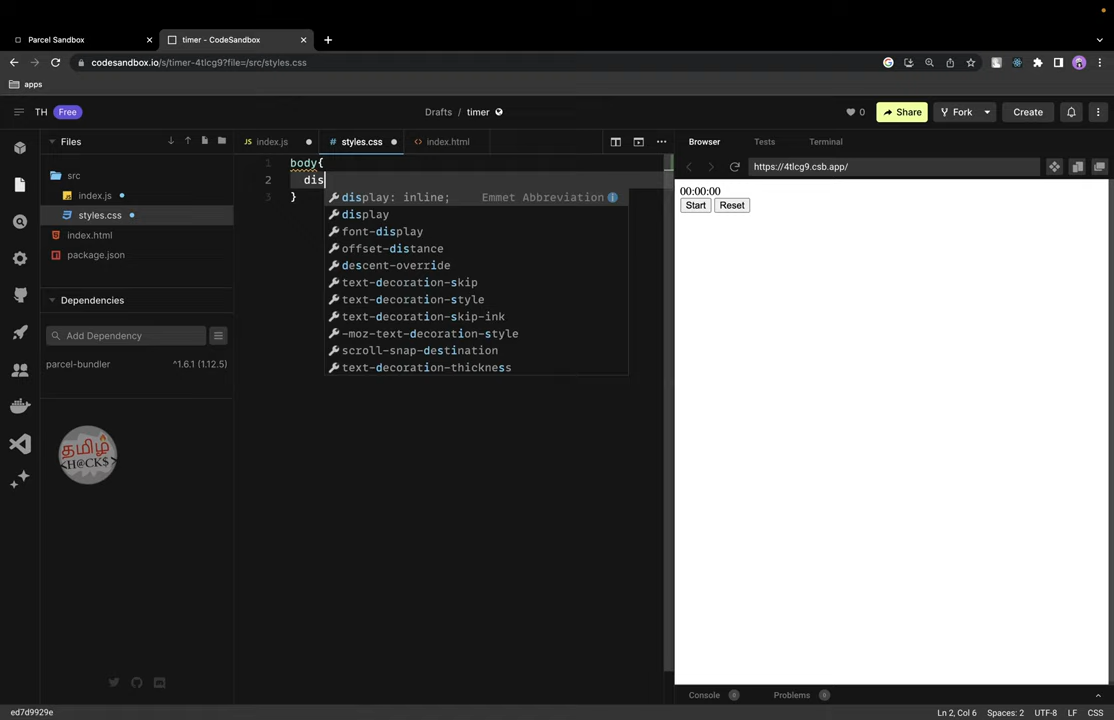 Parcel Sandbox
timer - CodeSandbox
codesandbox.io/s/timer-4tlcg9?file=/src/styles.css
apps
TH Free
Drafts / timer
0
Share
Fork
Create
Files
src
index.js
styles.css
index.html
package.json
Dependencies
Add Dependency
parcel-bundler ^1.6.1 (1.12.5)
தமிழ்
<H@CK$>
JS index.js
# styles.css
<> index.html
1 body{
2 dis
3 }
display: inline; Emmet Abbreviation
display
font-display
offset-distance
descent-override
text-decoration-skip
text-decoration-style
text-decoration-skip-ink
-moz-text-decoration-style
scroll-snap-destination
text-decoration-thickness
Browser Tests Terminal
https://4tlcg9.csb.app/
00:00:00
Start Reset
Console 0 Problems 0
ed7d9929e
Ln 2, Col 6 Spaces: 2 UTF-8 LF CSS